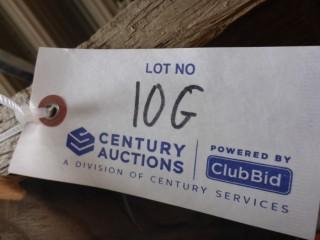 LOT NO
10G
CENTURY AUCTIONS
POWERED BY
ClubBid
A DIVISION OF CENTURY SERVICES